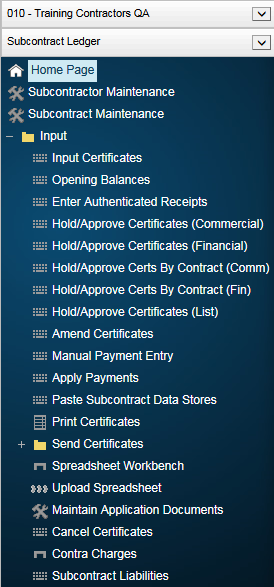 010 - Training Contractors QA
Subcontract Ledger
Home Page
Subcontractor Maintenance
Subcontract Maintenance
Input
Input Certificates
Opening Balances
Enter Authenticated Receipts
Hold/Approve Certificates (Commercial)
Hold/Approve Certificates (Financial)
Hold/Approve Certs By Contract (Comm)
Hold/Approve Certs By Contract (Fin)
Hold/Approve Certificates (List)
Amend Certificates
Manual Payment Entry
Apply Payments
Paste Subcontract Data Stores
Print Certificates
Send Certificates
Spreadsheet Workbench
Upload Spreadsheet
Maintain Application Documents
Cancel Certificates
Contra Charges
Subcontract Liabilities